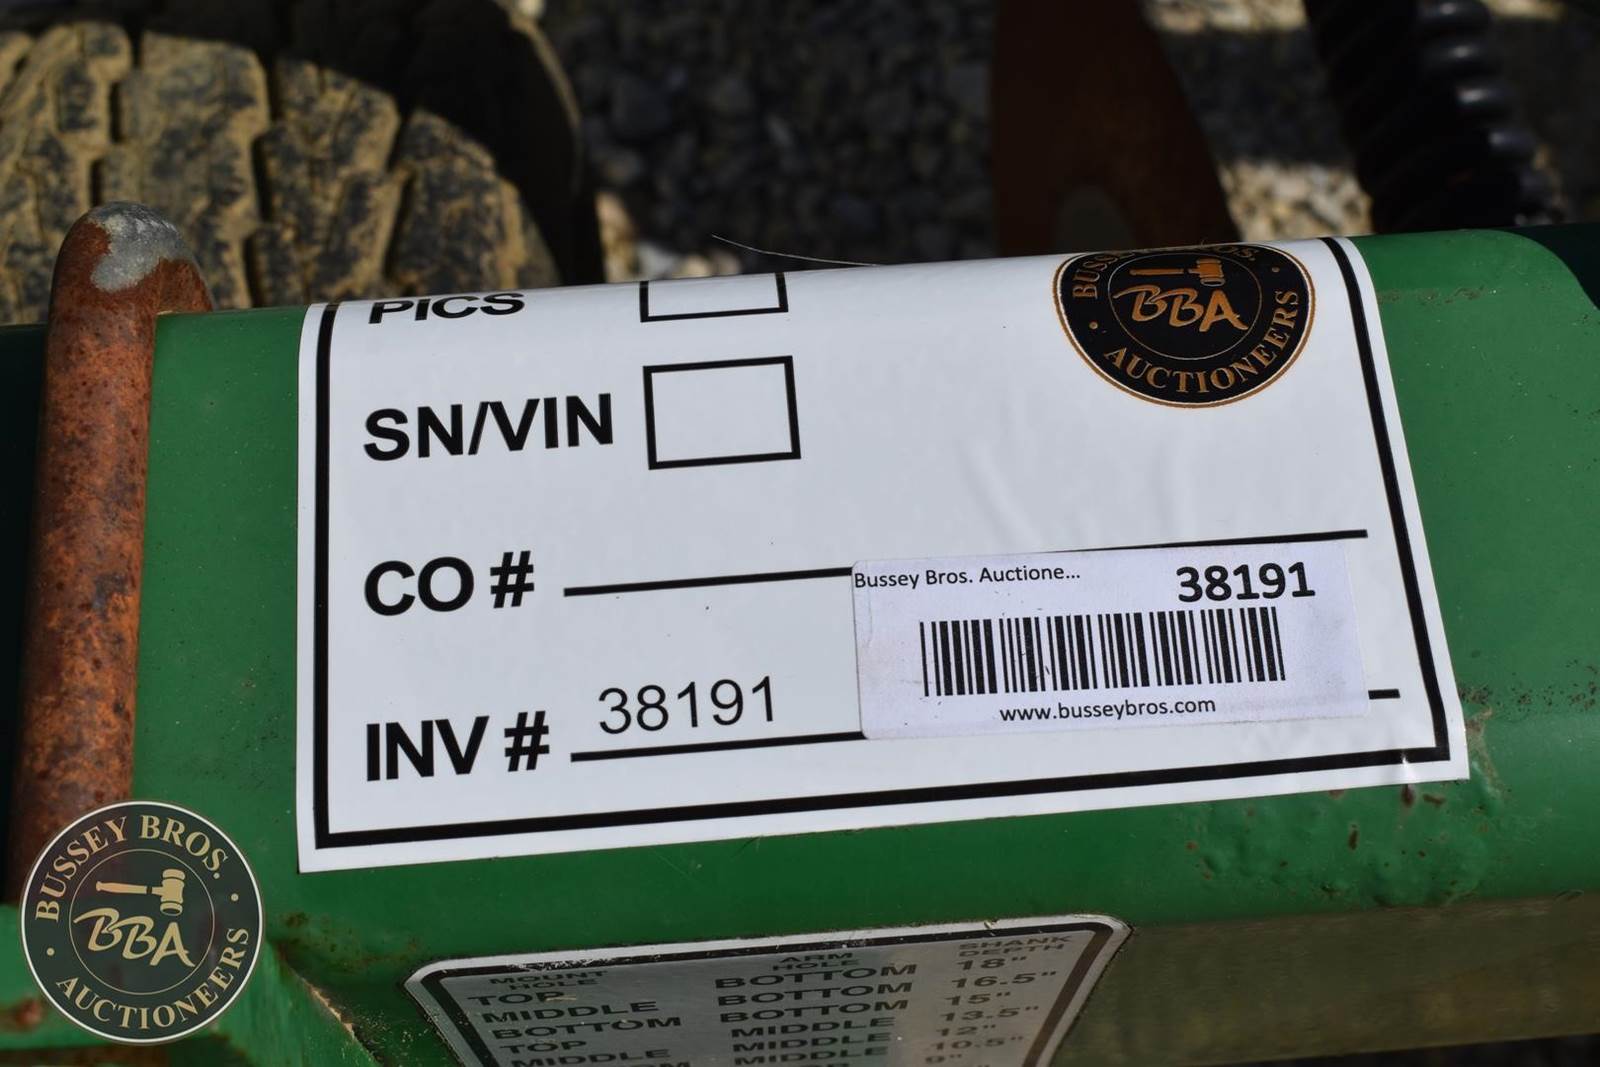 PICS
BUSSEY BROS.
BBA
AUCTIONEERS
SN/VIN
CO #
Bussey Bros. Auctione...
38191
www.busseybros.com
INV # 38191
BUSSEY BROS.
BBA
AUCTIONEERS
MOUNT HOLE
ARM HOLE
SHANK DEPTH
TOP BOTTOM 18"
MIDDLE BOTTOM 16.5"
BOTTOM BOTTOM 15"
TOP MIDDLE 13.5"
MIDDLE MIDDLE 12"
MIDDLE 10.5"
9"